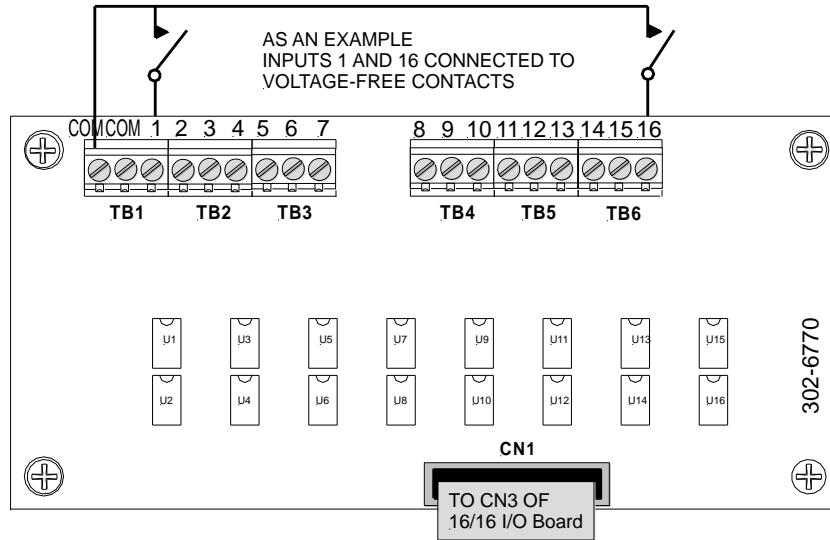 AS AN EXAMPLE
INPUTS 1 AND 16 CONNECTED TO
VOLTAGE-FREE CONTACTS
COM COM 1 2 3 4 5 6 7 8 9 10 11 12 13 14 15 16
TB1 TB2 TB3 TB4 TB5 TB6
U1 U3 U5 U7 U9 U11 U13 U15
U2 U4 U6 U8 U10 U12 U14 U16
302-6770
CN1
TO CN3 OF
16/16 I/O Board